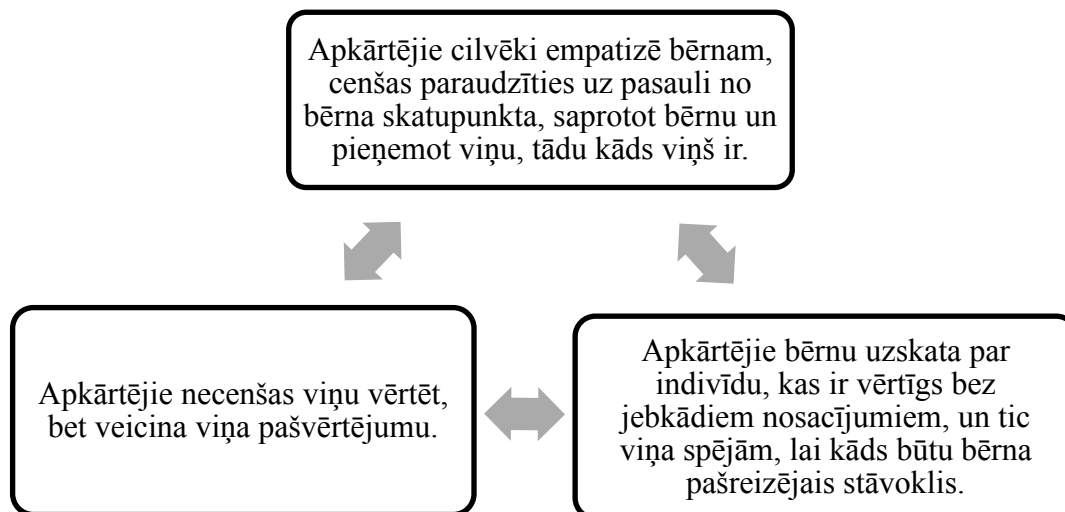 Apkārtējie cilvēki empatizē bērnam,
cenšas paraudzīties uz pasauli no
bērna skatupunkta, saprotot bērnu un
pieņemot viņu, tādu kāds viņš ir.
Apkārtējie necenšas viņu vērtēt,
bet veicina viņa pašvērtējumu.
Apkārtējie bērnu uzskata par
indivīdu, kas ir vērtīgs bez
jebkādiem nosacījumiem, un tic
viņa spējām, lai kāds būtu bērna
pašreizējais stāvoklis.